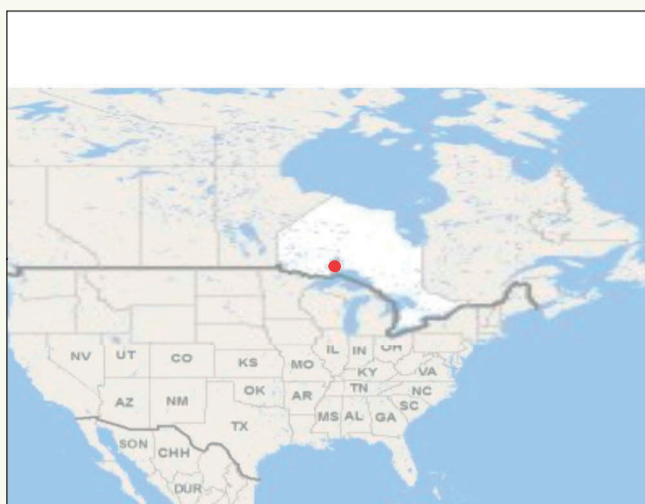 IL IN OH
NV UT CO KS MO KY VA
AZ NM OK AR TN NC
SC
TX MS AL GA
SON CHH
DUR